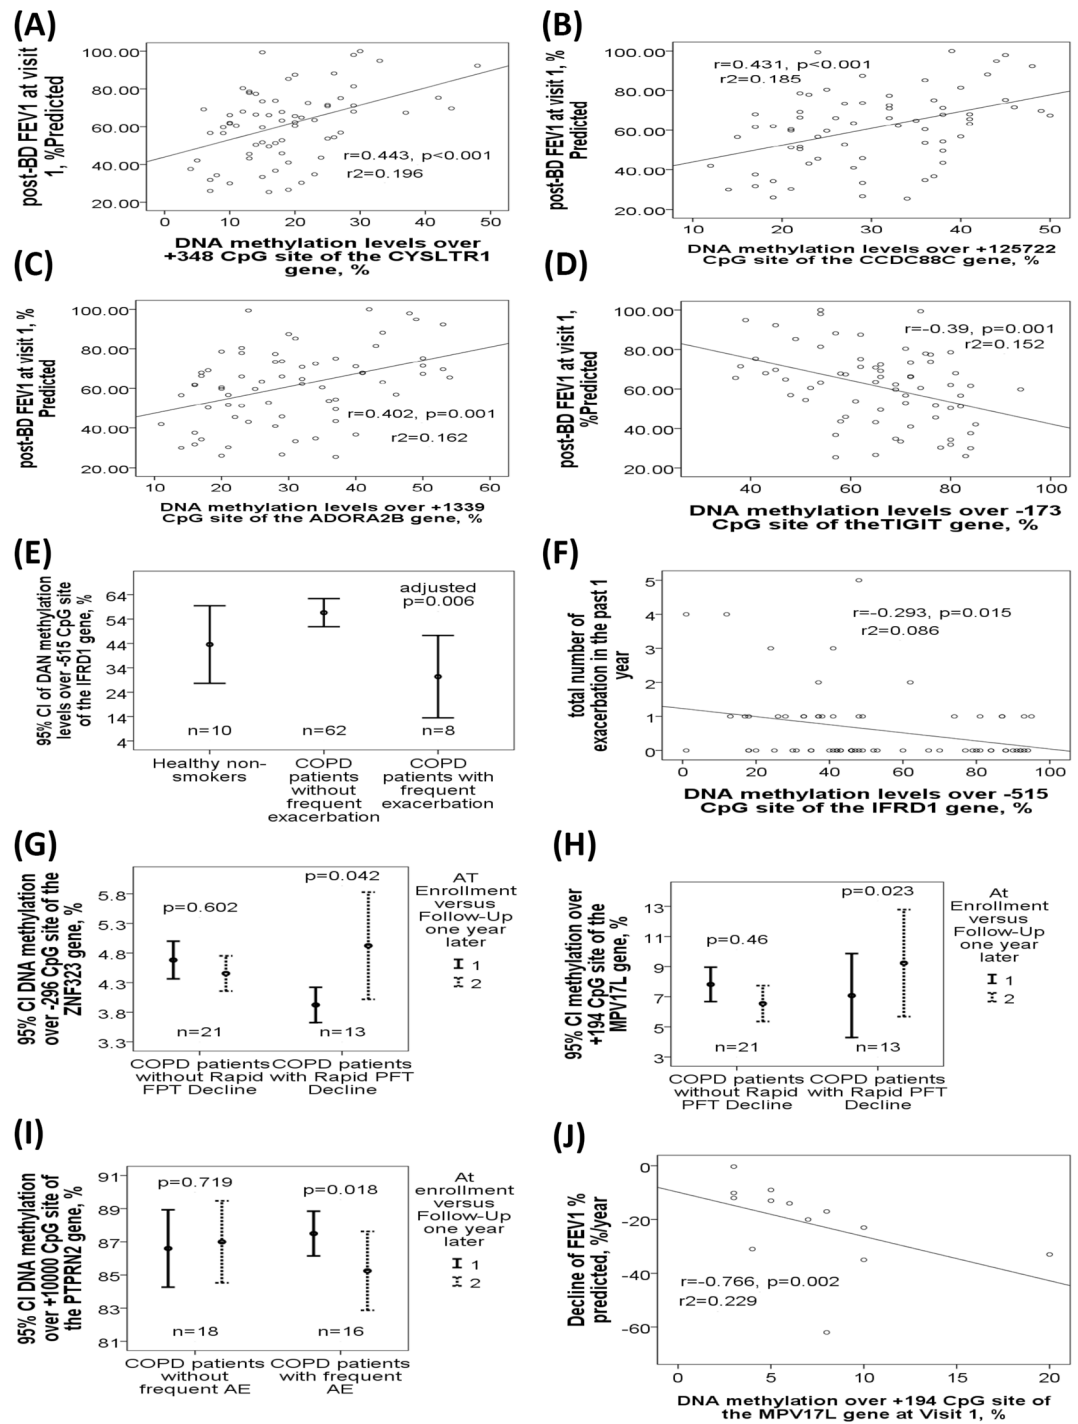 (A)
post-BD FEV1 at visit
1, %Predicted
100.00
80.00
60.00
40.00
20.00
r=0.443, p<0.001
r2=0.196
0 10 20 30 40 50
DNA methylation levels over
+348 CpG site of the CYSLTR1
gene, %
(B)
post-BD FEV1 at visit 1, %
Predicted
100.00
80.00
60.00
40.00
20.00
r=0.431, p<0.001
r2=0.185
10 20 30 40 50
DNA methylation levels over +125722
CpG site of the CCDC88C gene, %
(C)
post-BD FEV1 at visit 1, %
Predicted
100.00
80.00
60.00
40.00
20.00
r=0.402, p=0.001
r2=0.162
10 20 30 40 50 60
DNA methylation levels over +1339
CpG site of the ADORA2B gene, %
(D)
post-BD FEV1 at visit 1,
%Predicted
100.00
80.00
60.00
40.00
20.00
r=-0.39, p=0.001
r2=0.152
40 60 80 100
DNA methylation levels over -173
CpG site of theTIGIT gene, %
(E)
95% CI of DAN methylation
levels over -515 CpG site
of the IFRD1 gene, %
64
54
44
34
24
14
4
adjusted
p=0.006
n=10 n=62 n=8
Healthy non-
smokers
COPD
patients
without
frequent
exacerbation
COPD
patients with
frequent
exacerbation
(F)
total number of
exacerbation in the past 1
year
5
4
3
2
1
0
r=-0.293, p=0.015
r2=0.086
0 20 40 60 80 100
DNA methylation levels over -515
CpG site of the IFRD1 gene, %
(G)
95% CI DNA methylation
over -296 CpG site of the
ZNF323 gene, %
5.8
5.3
4.8
4.3
3.8
3.3
p=0.602
p=0.042
n=21 n=13
COPD patients
without Rapid
FPT Decline
COPD patients
with Rapid PFT
Decline
AT
Enrollment
versus
Follow-Up
one year
later
1
2
(H)
95% CI methylation over
+194 CpG site of the
MPV17L gene, %
13
11
9
7
5
3
p=0.46
p=0.023
n=21 n=13
COPD patients
without Rapid
PFT Decline
COPD patients
with Rapid PFT
Decline
At
Enrollment
versus
Follow-Up
one year
later
1
2
(I)
95% CI DNA methylation
over +10000 CpG site of
the PTPRN2 gene, %
91
89
87
85
83
81
p=0.719
p=0.018
n=18 n=16
COPD patients
without
frequent AE
COPD patients
with frequent
AE
At
enrollment
versus
Follow-Up
one year
later
1
2
(J)
Decline of FEV1 %
predicted, %/year
0
-20
-40
-60
r=-0.766, p=0.002
r2=0.229
0 5 10 15 20
DNA methylation over +194 CpG site of
the MPV17L gene at Visit 1, %